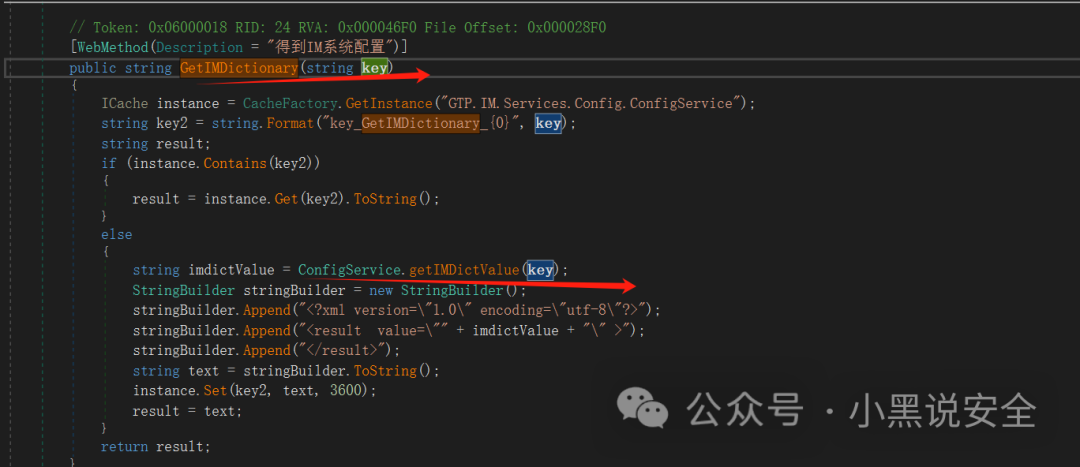 // Token: 0x06000018 RID: 24 RVA: 0x000046F0 File Offset: 0x000028F0
[WebMethod(Description = "得到IM系统配置")]
public string GetIMDictionary(string key)
{
ICache instance = CacheFactory.GetInstance("GTP.IM.Services.Config.ConfigService");
string key2 = string.Format("key_GetIMDictionary_{0}", key);
string result;
if (instance.Contains(key2))
{
result = instance.Get(key2).ToString();
}
else
{
string imdictValue = ConfigService.getIMDictValue(key);
StringBuilder stringBuilder = new StringBuilder();
stringBuilder.Append("<?xml version=\"1.0\" encoding=\"utf-8\"?>");
stringBuilder.Append("<result  value=\"" + imdictValue + "\" >");
stringBuilder.Append("</result>");
string text = stringBuilder.ToString();
instance.Set(key2, text, 3600);
result = text;
}
return result;
}
公众号 · 小黑说安全